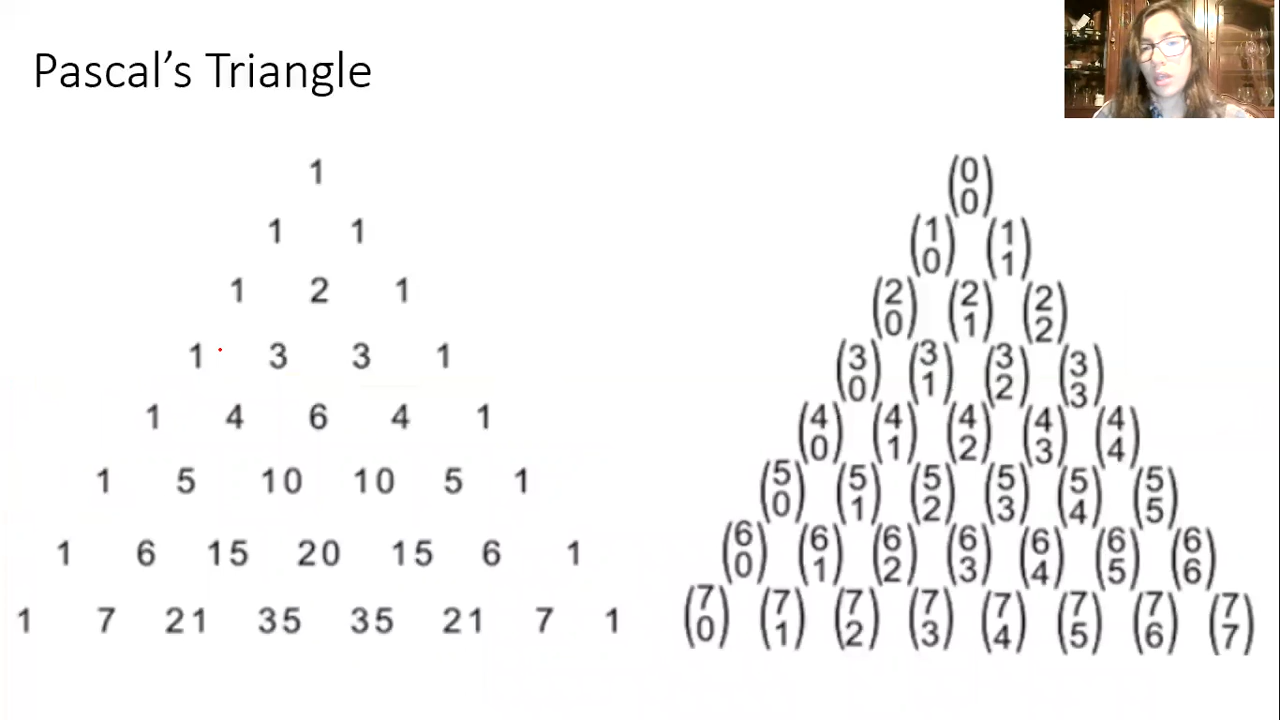 Pascal's Triangle
1
1 1
1 2 1
1 3 3 1
1 4 6 4 1
1 5 10 10 5 1
1 6 15 20 15 6 1
1 7 21 35 35 21 7 1
(0 0)
(1 0) (1 1)
(2 0) (2 1) (2 2)
(3 0) (3 1) (3 2) (3 3)
(4 0) (4 1) (4 2) (4 3) (4 4)
(5 0) (5 1) (5 2) (5 3) (5 4) (5 5)
(6 0) (6 1) (6 2) (6 3) (6 4) (6 5) (6 6)
(7 0) (7 1) (7 2) (7 3) (7 4) (7 5) (7 6) (7 7)